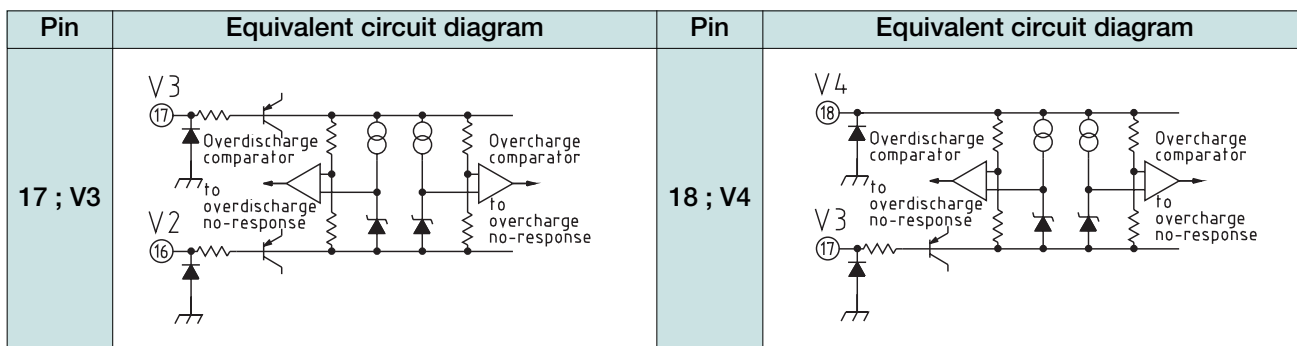 Pin
Equivalent circuit diagram
Pin
Equivalent circuit diagram
17 ; V3
V3
17
Overdischarge
comparator
Overcharge
comparator
to
overdischarge
no-response
to
overcharge
no-response
V2
16
18 ; V4
V4
18
Overdischarge
comparator
Overcharge
comparator
to
overdischarge
no-response
to
overcharge
no-response
V3
17